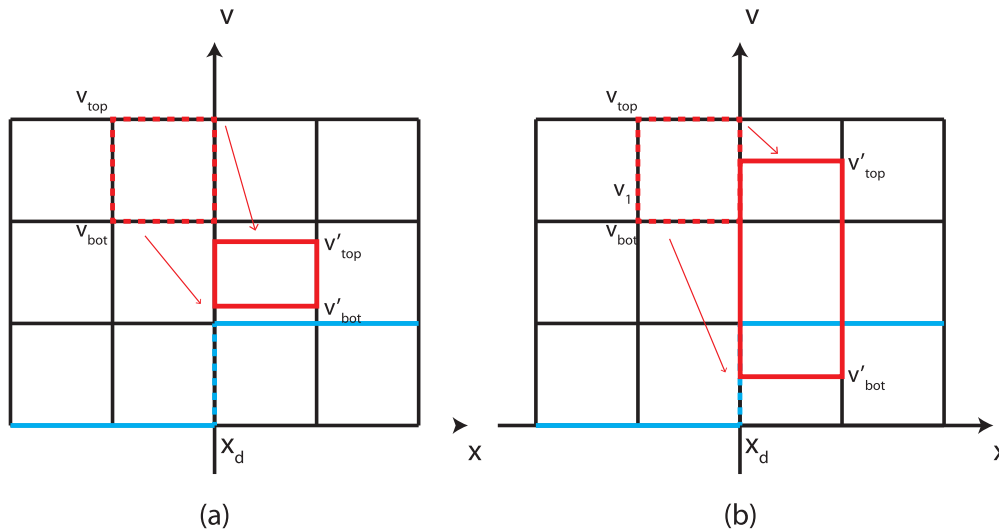 v
v_top
v_bot
v'_top
v'_bot
x_d
x
(a)
v
v_top
v_1
v_bot
v'_top
v'_bot
x_d
x
(b)